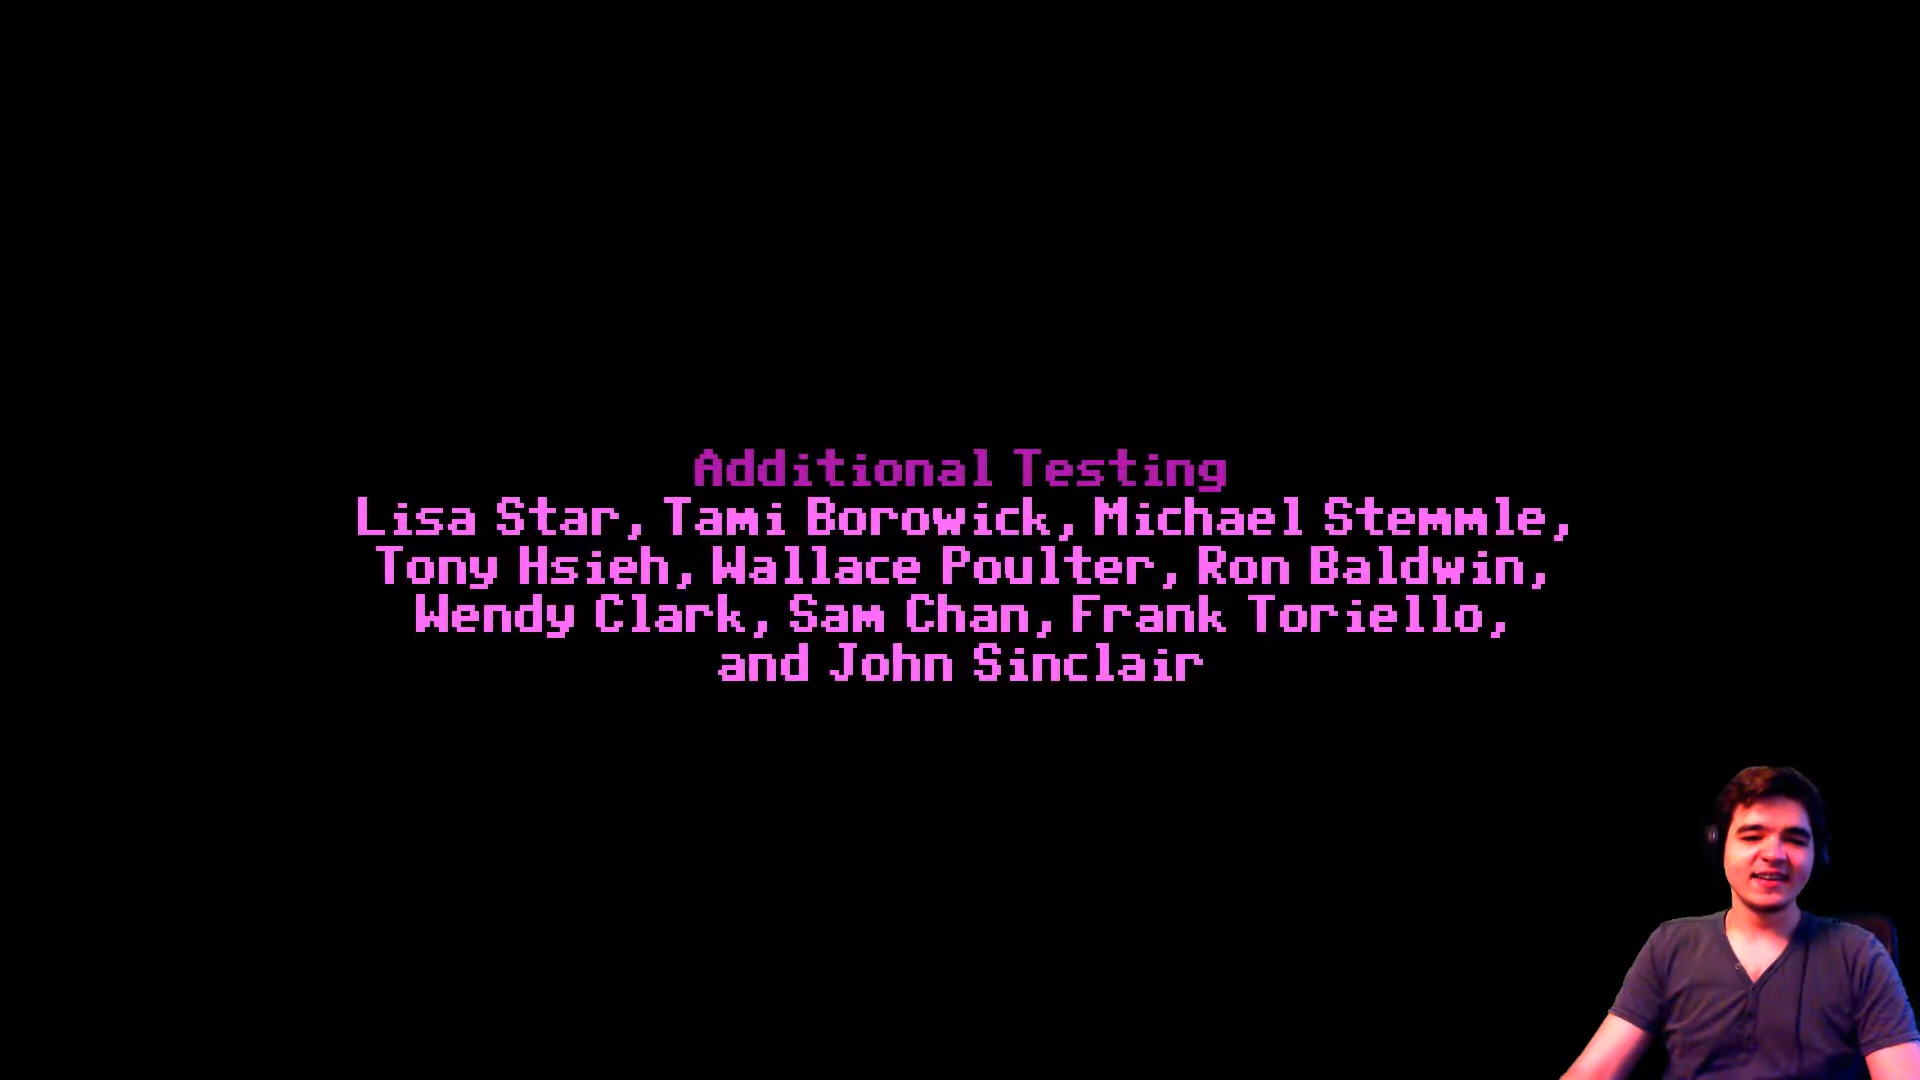 Additional Testing
Lisa Star, Tami Borowick, Michael Stemmle,
Tony Hsieh, Wallace Poulter, Ron Baldwin,
Wendy Clark, Sam Chan, Frank Toriello,
and John Sinclair